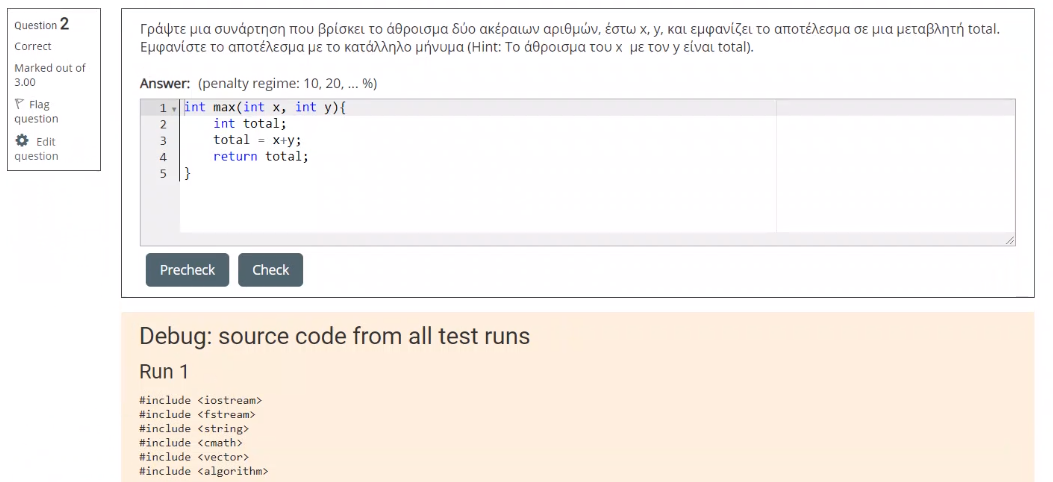 Question 2
Correct
Marked out of
3.00
Flag
question
Edit
question
Γράψτε μια συνάρτηση που βρίσκει το άθροισμα δύο ακέραιων αριθμών, έστω x, y, και εμφανίζει το αποτέλεσμα σε μια μεταβλητή total.
Εμφανίστε το αποτέλεσμα με το κατάλληλο μήνυμα (Hint: Το άθροισμα του x με τον y είναι total).
Answer: (penalty regime: 10, 20, ... %)
1 int max(int x, int y){
2 int total;
3 total = x+y;
4 return total;
5 }
Precheck Check
Debug: source code from all test runs
Run 1
#include <iostream>
#include <fstream>
#include <string>
#include <cmath>
#include <vector>
#include <algorithm>